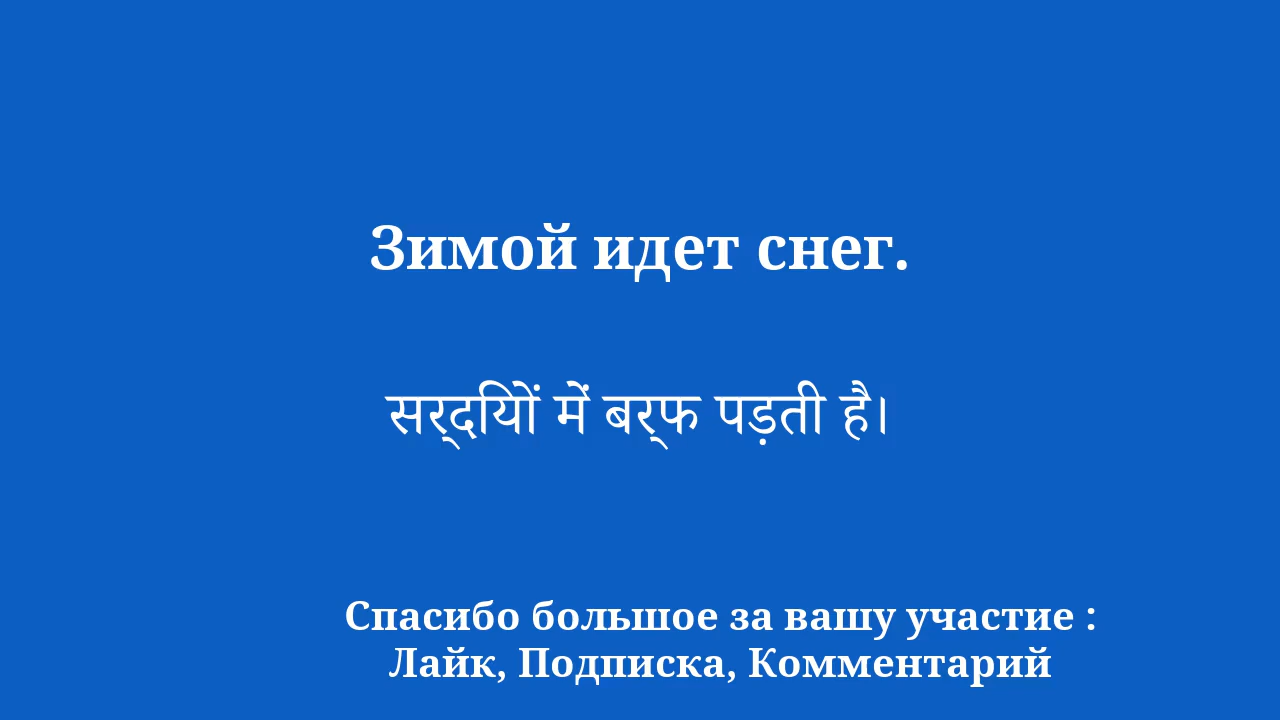 Зимой идет снег.
सर्दियों में बर्फ पड़ती है।
Спасибо большое за вашу участие :
Лайк, Подписка, Комментарий